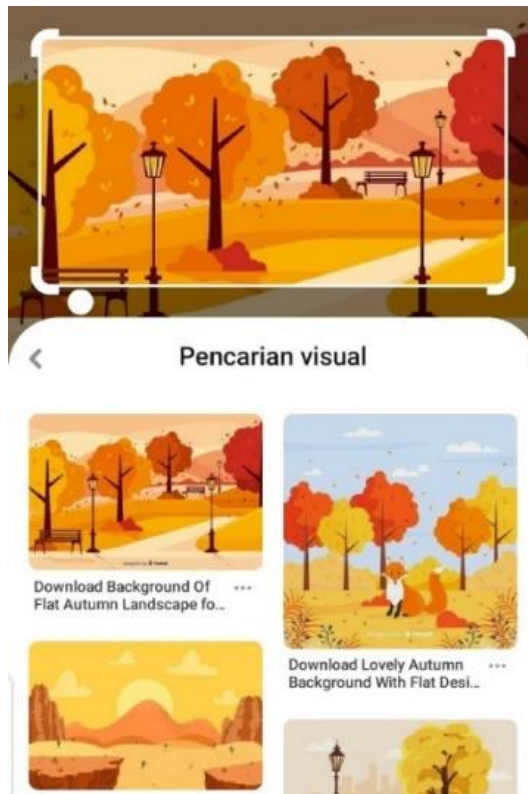 Pencarian visual
Download Background Of
Flat Autumn Landscape fo...
Download Lovely Autumn
Background With Flat Desi...